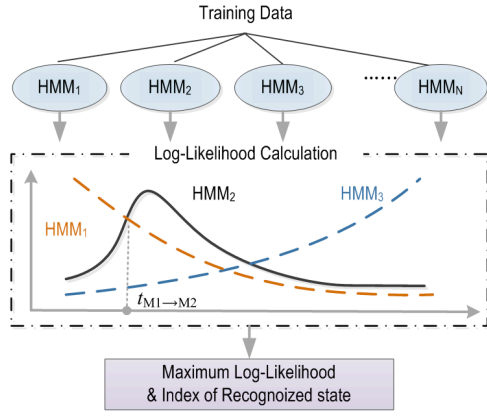 Training Data
HMM1 HMM2 HMM3 ...... HMMN
Log-Likelihood Calculation
HMM2 HMM3
HMM1
tM1→M2
Maximum Log-Likelihood
& Index of Recognoized state